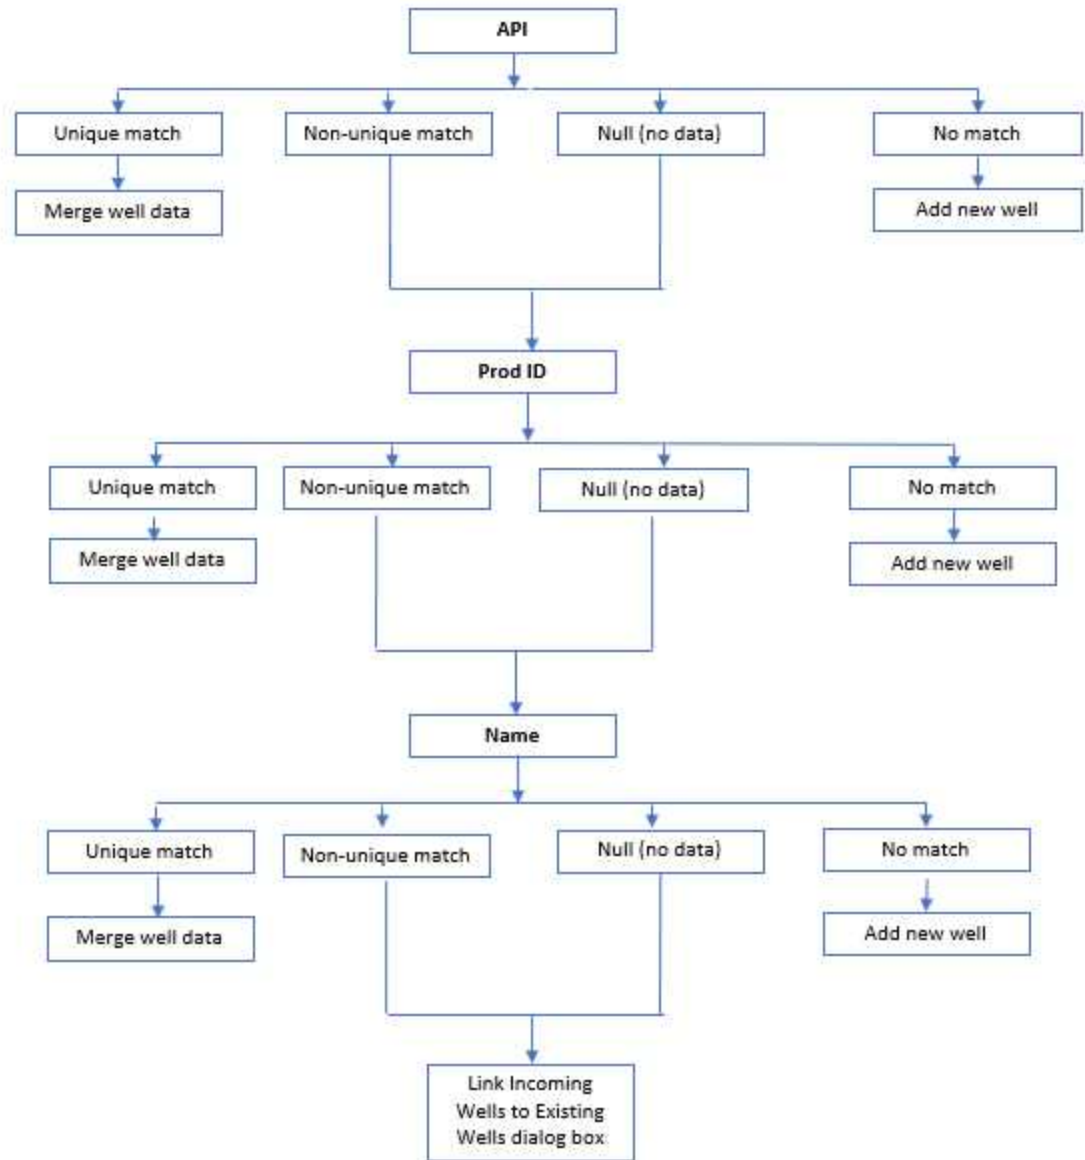 API
Unique match
Non-unique match
Null (no data)
No match
Merge well data
Add new well
Prod ID
Unique match
Non-unique match
Null (no data)
No match
Merge well data
Add new well
Name
Unique match
Non-unique match
Null (no data)
No match
Merge well data
Add new well
Link Incoming
Wells to Existing
Wells dialog box